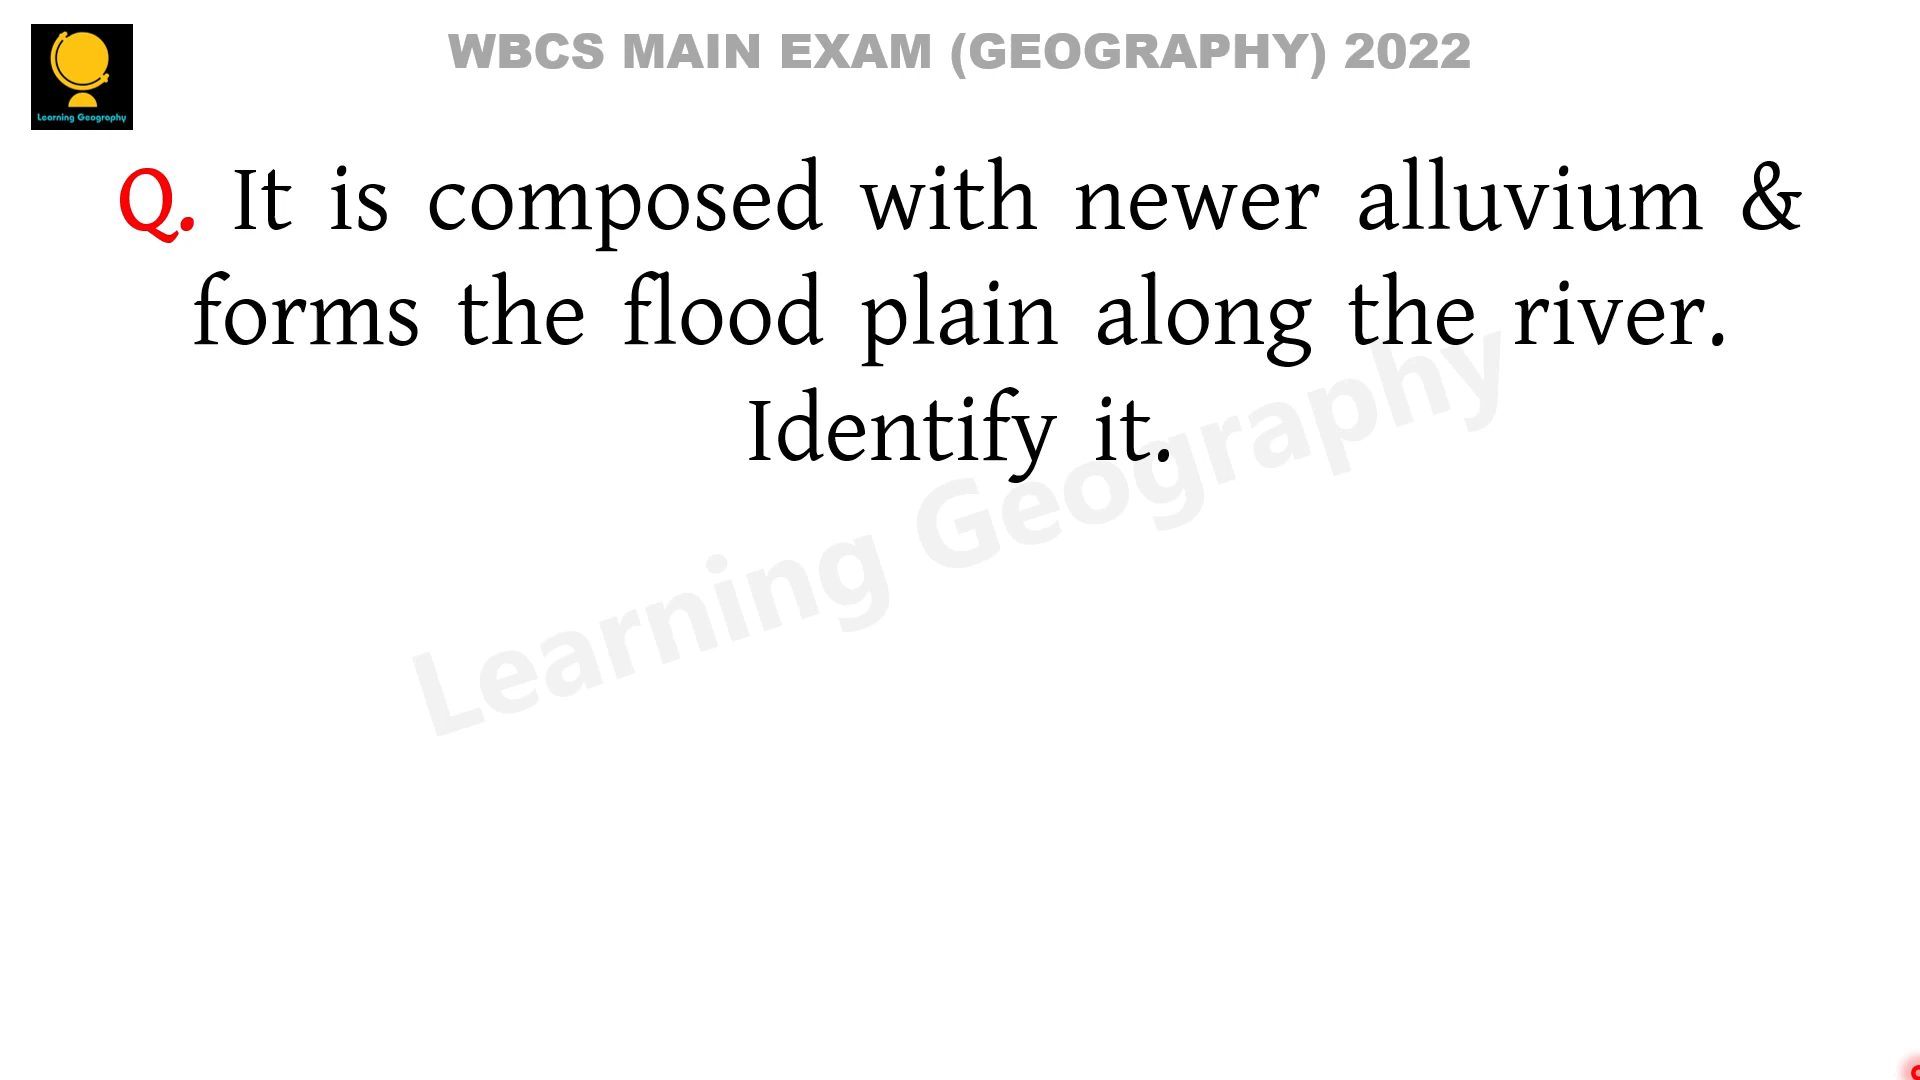 WBCS MAIN EXAM (GEOGRAPHY) 2022
Learning Geography
Q. It is composed with newer alluvium &
forms the flood plain along the river.
Identify it.
Learning Geography